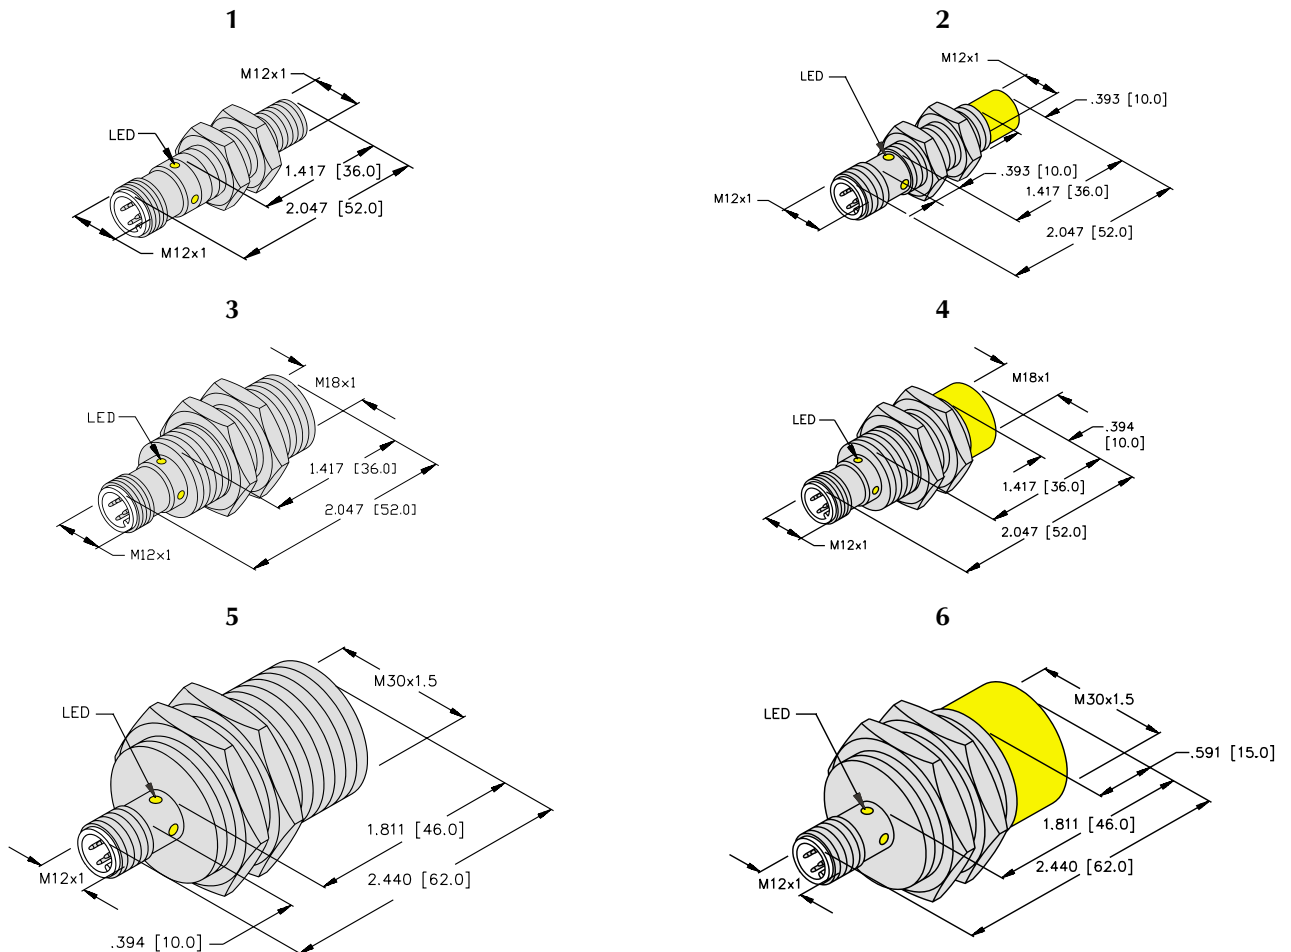 1
M12x1
LED
1.417 [36.0]
2.047 [52.0]
M12x1
2
M12x1
LED
.393 [10.0]
.393 [10.0]
1.417 [36.0]
M12x1
2.047 [52.0]
3
M18x1
LED
1.417 [36.0]
2.047 [52.0]
M12x1
4
M18x1
LED
.394
[10.0]
1.417 [36.0]
2.047 [52.0]
M12x1
5
M30x1.5
LED
1.811 [46.0]
2.440 [62.0]
M12x1
.394 [10.0]
6
M30x1.5
LED
.591 [15.0]
1.811 [46.0]
2.440 [62.0]
M12x1